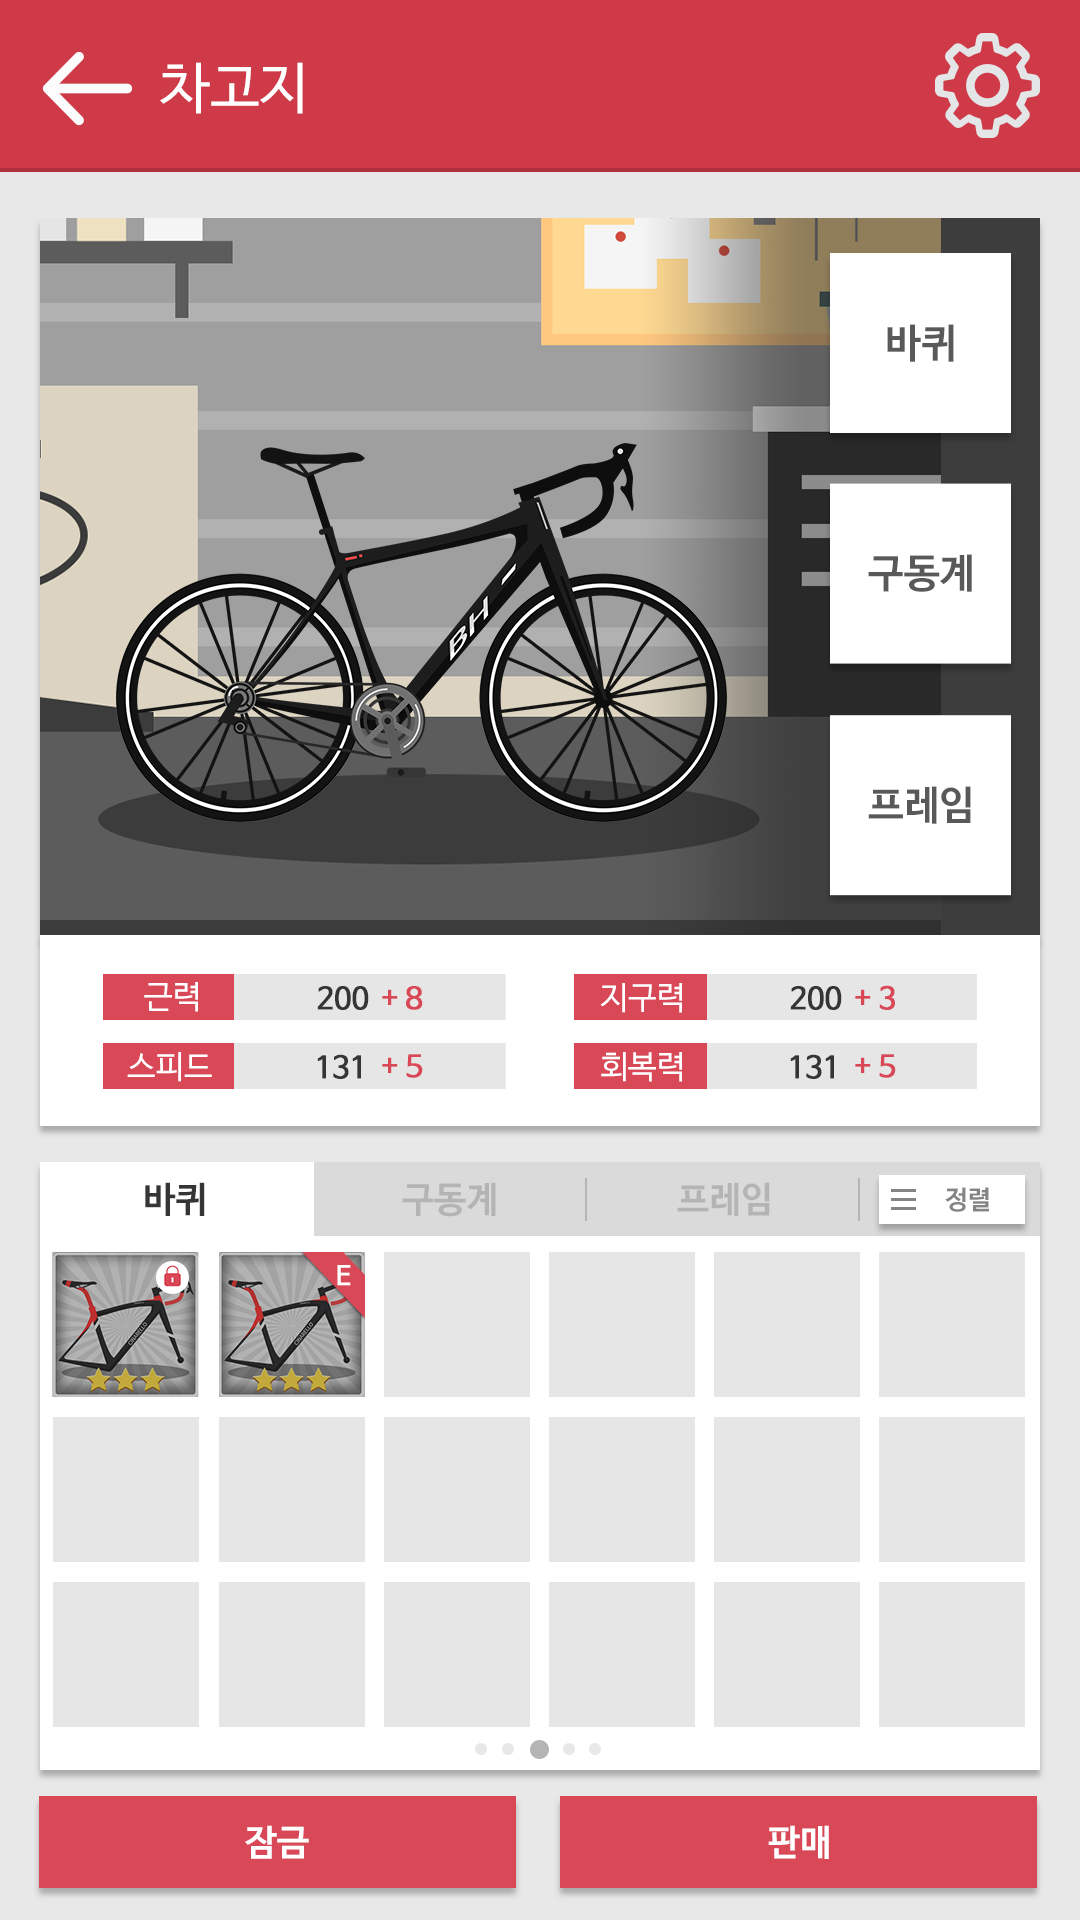 차고지
바퀴
구동계
프레임
BH
근력 200 + 8
지구력 200 + 3
스피드 131 + 5
회복력 131 + 5
바퀴 구동계 프레임 정렬
E
잠금 판매